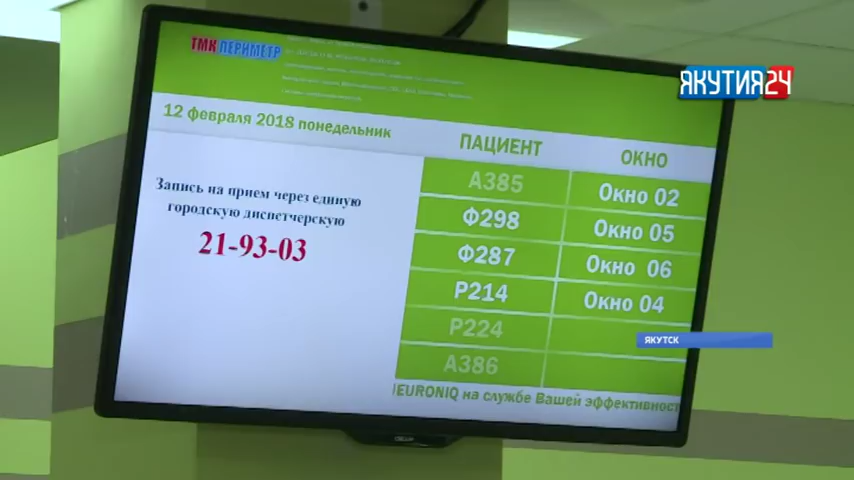 ТМК ПЕРИМЕТР
ЯКУТИЯ24
12 февраля 2018 понедельник
ПАЦИЕНТ ОКНО
Запись на прием через единую
городскую диспетчерскую
21-93-03
А385 Окно 02
Ф298 Окно 05
Ф287 Окно 06
Р214 Окно 04
Р224
А386
ЯКУТСК
NEURONIQ на службе Вашей эффективност